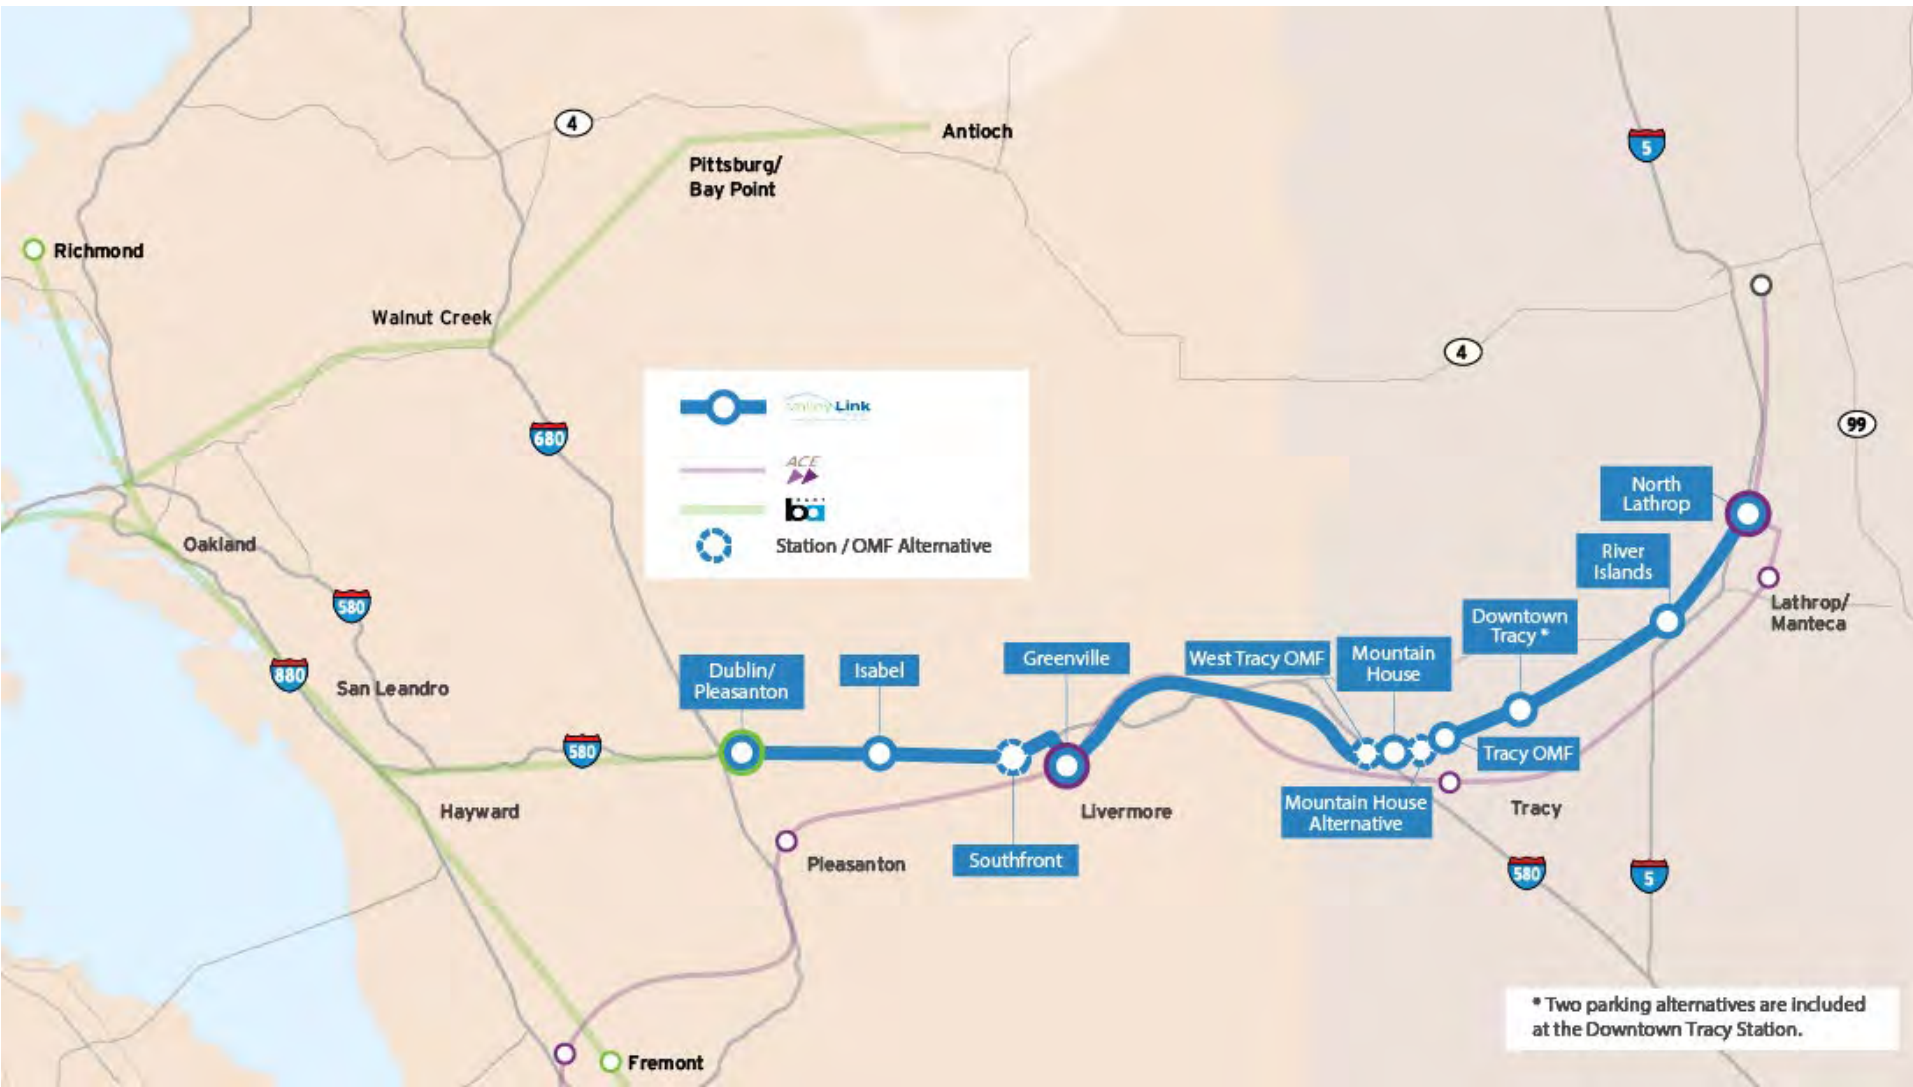 4
Antioch
Pittsburg/
Bay Point
5
Richmond
Walnut Creek
4
99
680
Link
ACE
ba
Station / OMF Alternative
North
Lathrop
River
Islands
Oakland
580
Lathrop/
Manteca
Downtown
Tracy *
Greenville
West Tracy OMF
Mountain
House
Dublin/
Pleasanton
Isabel
880
San Leandro
580
Tracy OMF
Hayward
Livermore
Mountain House
Alternative
Tracy
Pleasanton
Southfront
580
5
* Two parking alternatives are included
at the Downtown Tracy Station.
Fremont